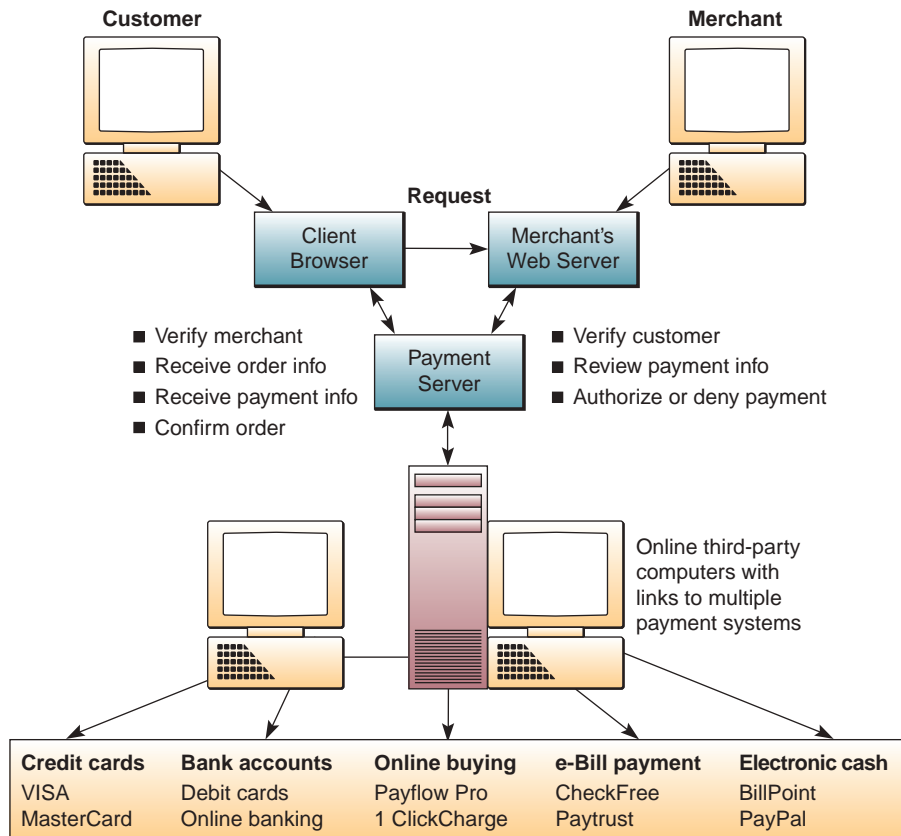 Customer
Merchant
Request
Client
Browser
Merchant's
Web Server
■ Verify merchant
■ Receive order info
■ Receive payment info
■ Confirm order
Payment
Server
■ Verify customer
■ Review payment info
■ Authorize or deny payment
Online third-party
computers with
links to multiple
payment systems
Credit cards
VISA
MasterCard
Bank accounts
Debit cards
Online banking
Online buying
Payflow Pro
1 ClickCharge
e-Bill payment
CheckFree
Paytrust
Electronic cash
BillPoint
PayPal